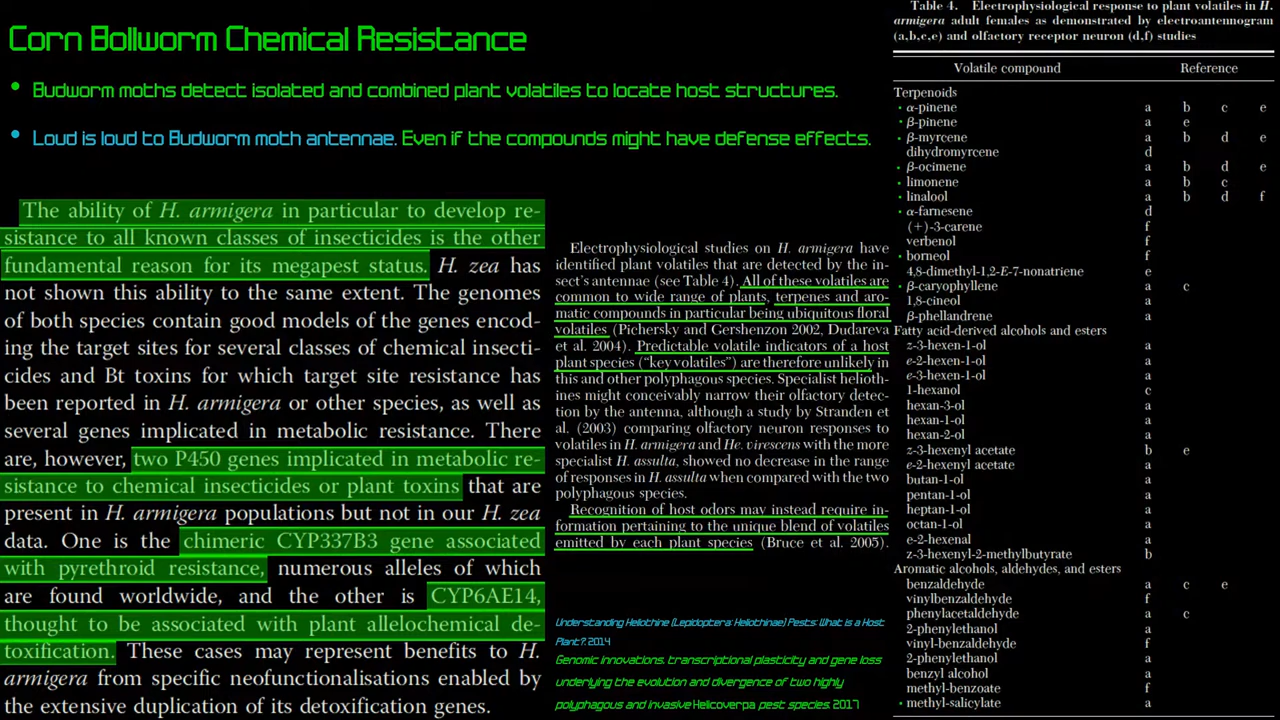 Corn Bollworm Chemical Resistance
• Budworm moths detect isolated and combined plant volatiles to locate host structures.
• Loud is loud to Budworm moth antennae. Even if the compounds might have defense effects.
The ability of H. armigera in particular to develop re-
sistance to all known classes of insecticides is the other
fundamental reason for its megapest status. H. zea has
not shown this ability to the same extent. The genomes
of both species contain good models of the genes encod-
ing the target sites for several classes of chemical insecti-
cides and Bt toxins for which target site resistance has
been reported in H. armigera or other species, as well as
several genes implicated in metabolic resistance. There
are, however, two P450 genes implicated in metabolic re-
sistance to chemical insecticides or plant toxins that are
present in H. armigera populations but not in our H. zea
data. One is the chimeric CYP337B3 gene associated
with pyrethroid resistance, numerous alleles of which
are found worldwide, and the other is CYP6AE14,
thought to be associated with plant allelochemical de-
toxification. These cases may represent benefits to H.
armigera from specific neofunctionalisations enabled by
the extensive duplication of its detoxification genes.
Electrophysiological studies on H. armigera have
identified plant volatiles that are detected by the in-
sect's antennae (see Table 4). All of these volatiles are
common to wide range of plants, terpenes and aro-
matic compounds in particular being ubiquitous floral
volatiles (Pichersky and Gershenzon 2002, Dudareva
et al. 2004). Predictable volatile indicators of a host
plant species ("key volatiles") are therefore unlikely in
this and other polyphagous species. Specialist helioth-
ines might conceivably narrow their olfactory detec-
tion by the antenna, although a study by Stranden et
al. (2003) comparing olfactory neuron responses to
volatiles in H. armigera and He. virescens with the more
specialist H. assulta, showed no decrease in the range
of responses in H. assulta when compared with the two
polyphagous species.
Recognition of host odors may instead require in-
formation pertaining to the unique blend of volatiles
emitted by each plant species (Bruce et al. 2005).
Understanding Heliothine (Lepidoptera: Heliothinae) Pests: What is a Host
Plant?. 2014
Genomic innovations, transcriptional plasticity and gene loss
underlying the evolution and divergence of two highly
polyphagous and invasive Helicoverpa pest species. 2017
Table 4. Electrophysiological response to plant volatiles in H.
armigera adult females as demonstrated by electroantennogram
(a,b,c,e) and olfactory receptor neuron (d,f) studies
Volatile compound Reference
Terpenoids
• α-pinene a b c e
• β-pinene a e
• β-myrcene a b d e
dihydromyrcene d
• β-ocimene a b d e
• limonene a b c
• linalool a b d f
• α-farnesene d
(+)-3-carene f
verbenol f
• borneol f
4,8-dimethyl-1,2-E-7-nonatriene e
• β-caryophyllene a c
1,8-cineol a
β-phellandrene a
Fatty acid-derived alcohols and esters
z-3-hexen-1-ol a
e-2-hexen-1-ol a
e-3-hexen-1-ol a
1-hexanol c
hexan-3-ol a
hexan-1-ol a
hexan-2-ol a
z-3-hexenyl acetate a b e
e-2-hexenyl acetate a
butan-1-ol a
pentan-1-ol a
heptan-1-ol a
octan-1-ol a
e-2-hexenal a
z-3-hexenyl-2-methylbutyrate b
Aromatic alcohols, aldehydes, and esters
benzaldehyde a c e
vinylbenzaldehyde f
phenylacetaldehyde a c
2-phenylethanol a
vinyl-benzaldehyde f
2-phenylethanol a
benzyl alcohol a
methyl-benzoate f
• methyl-salicylate a